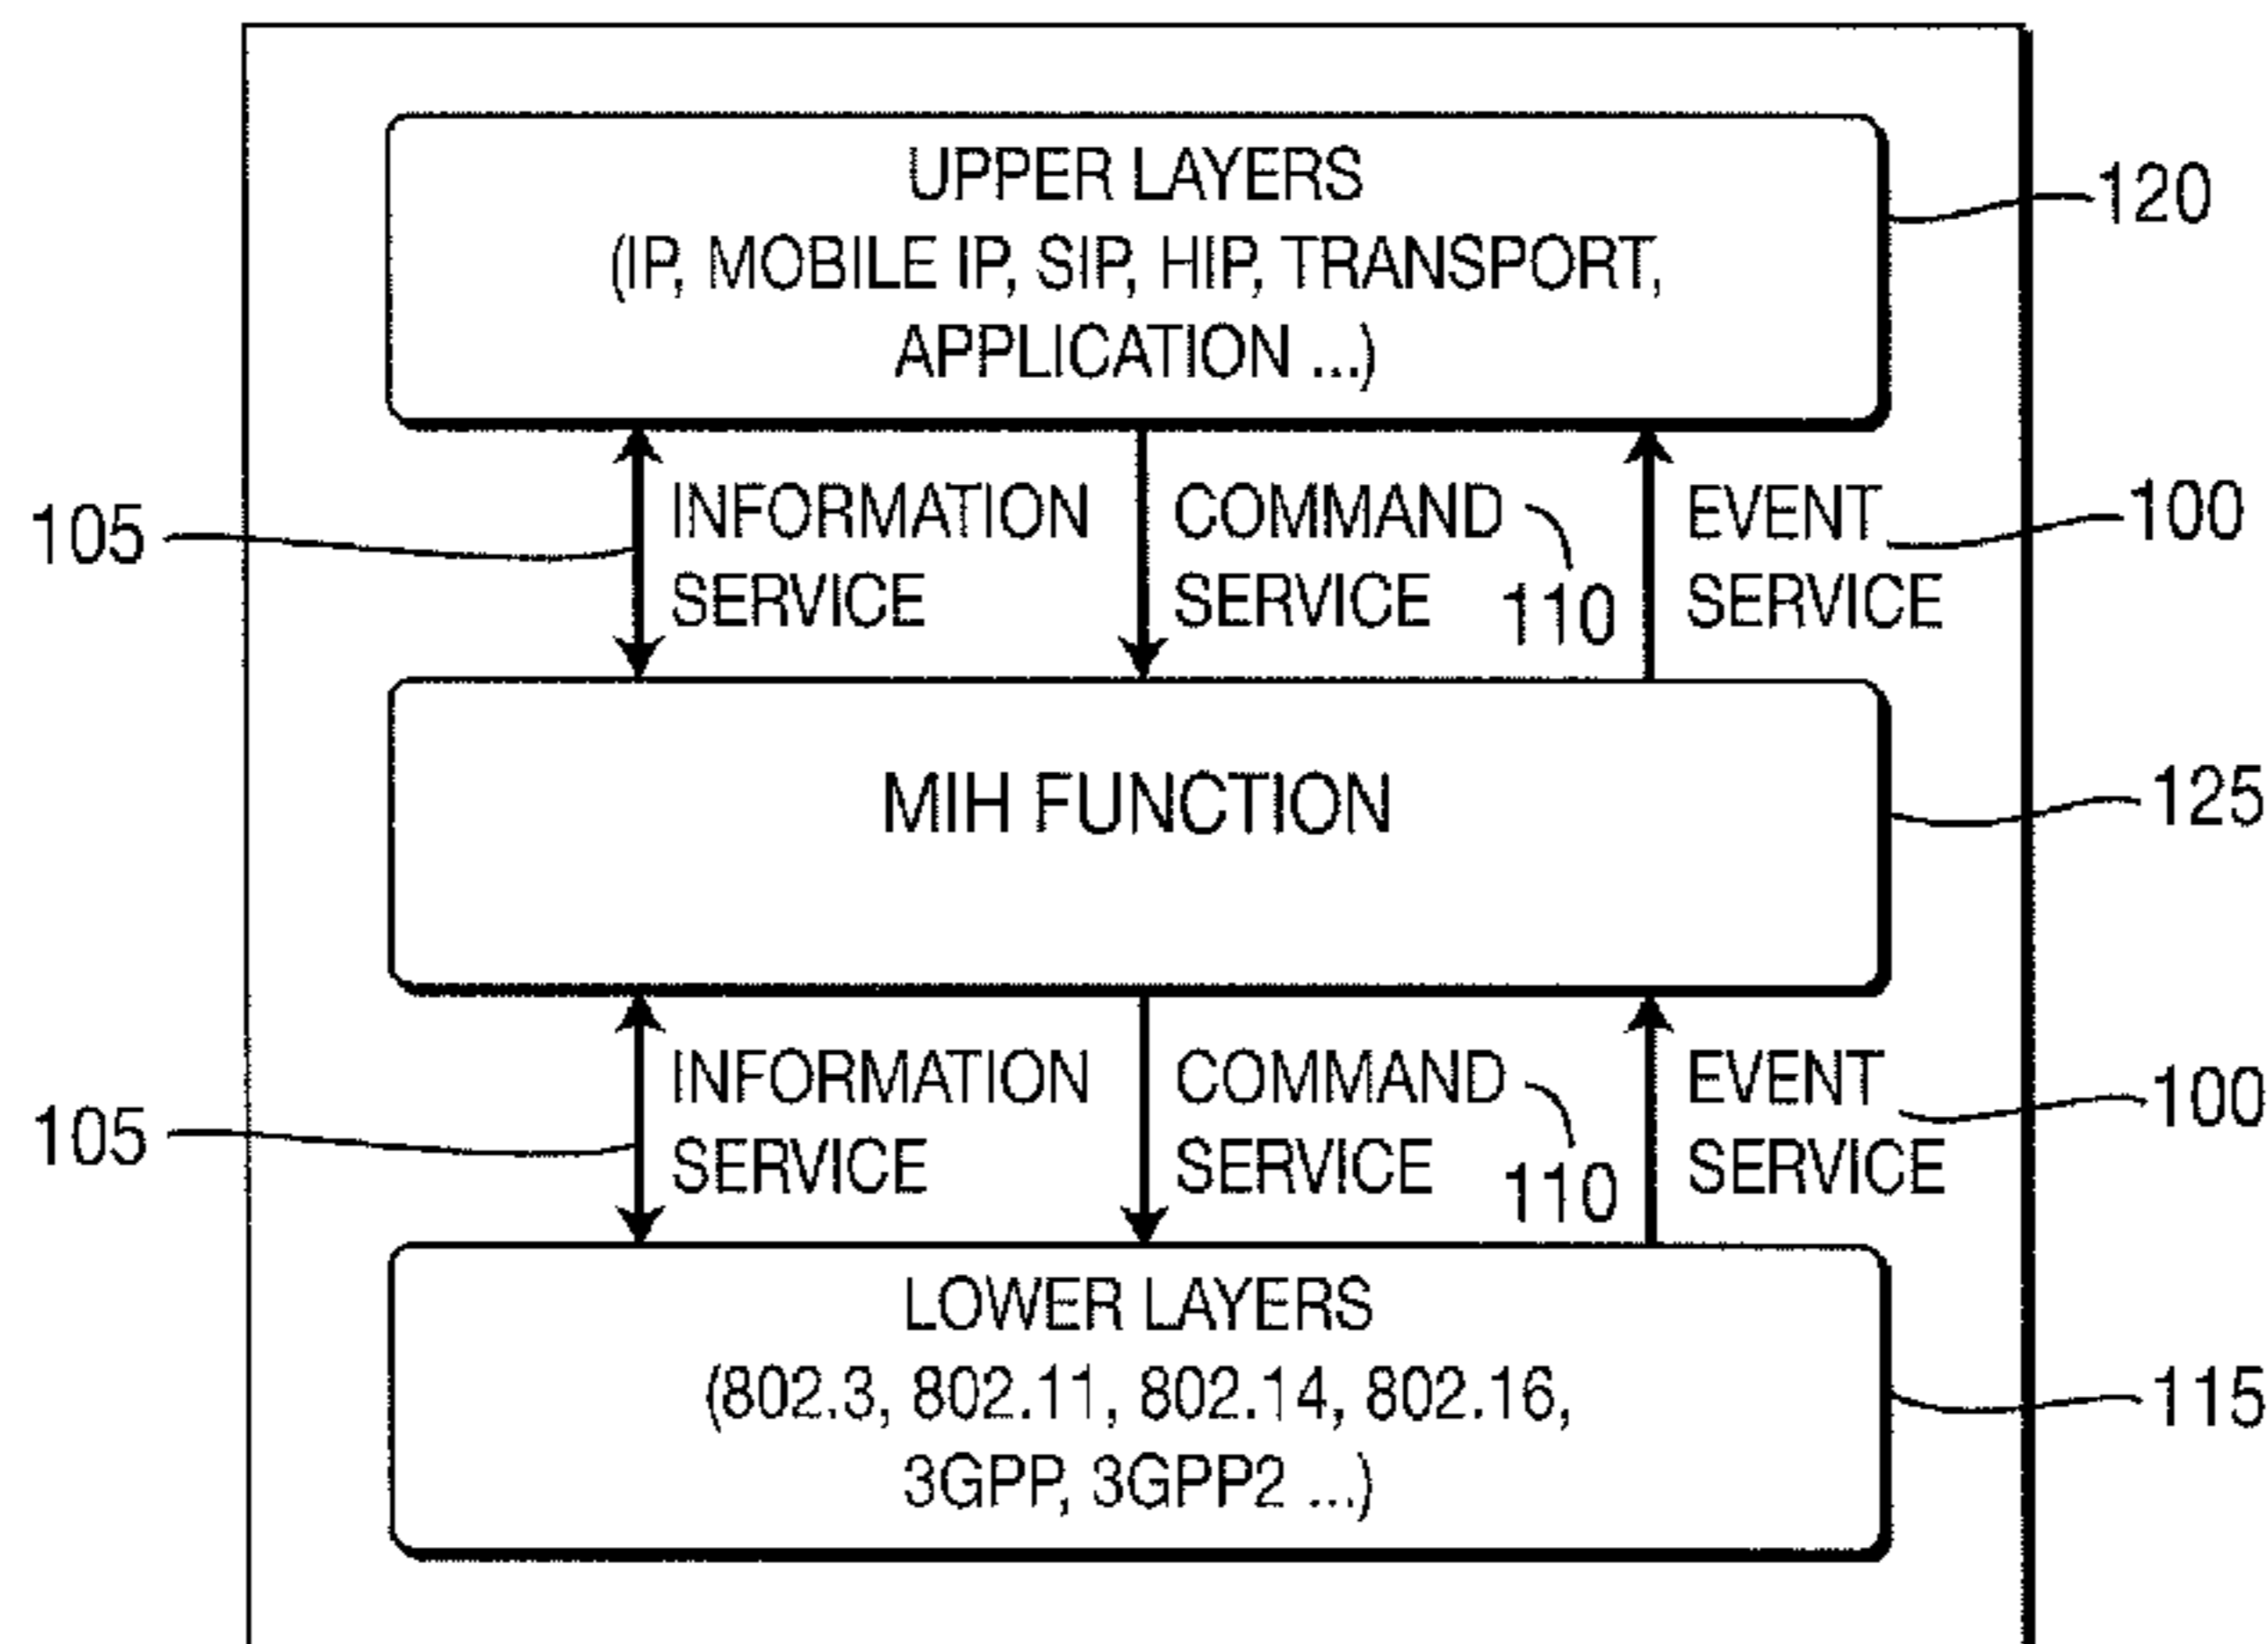 UPPER LAYERS
(IP, MOBILE IP, SIP, HIP, TRANSPORT,
APPLICATION ...)
120
105
INFORMATION
SERVICE
COMMAND
SERVICE
110
EVENT
SERVICE
100
MIH FUNCTION
125
105
INFORMATION
SERVICE
COMMAND
SERVICE
110
EVENT
SERVICE
100
LOWER LAYERS
(802.3, 802.11, 802.14, 802.16,
3GPP, 3GPP2 ...)
115